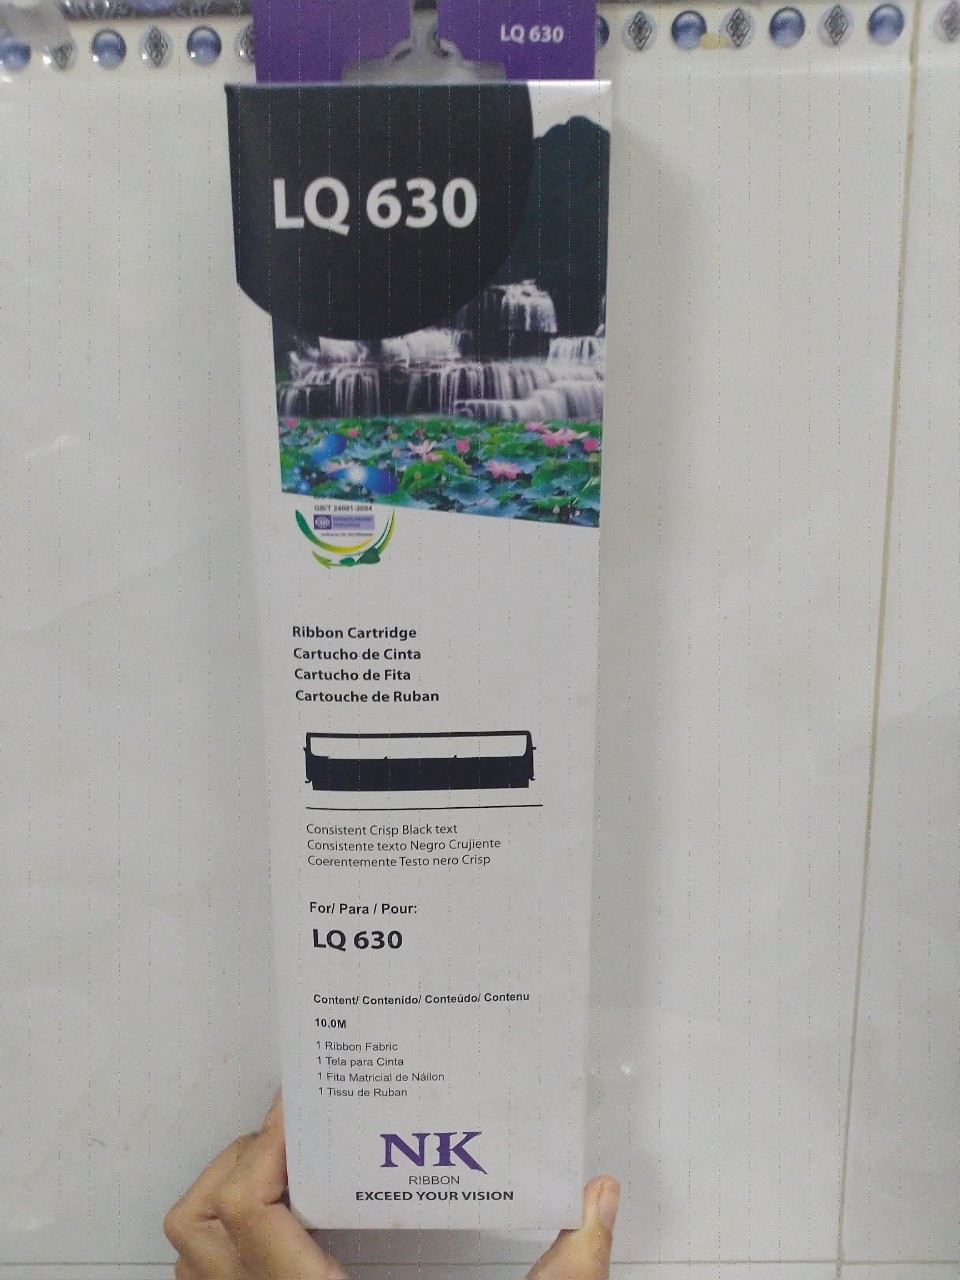 LQ 630
LQ 630
GB/T 24001-2004
CQC
Ribbon Cartridge
Cartucho de Cinta
Cartucho de Fita
Cartouche de Ruban
Consistent Crisp Black text
Consistente texto Negro Crujiente
Coerentemente Testo nero Crisp
For/ Para / Pour:
LQ 630
Content/ Contenido/ Conteúdo/ Contenu
10.0M
1 Ribbon Fabric
1 Tela para Cinta
1 Fita Matricial de Náilon
1 Tissu de Ruban
NK
RIBBON
EXCEED YOUR VISION